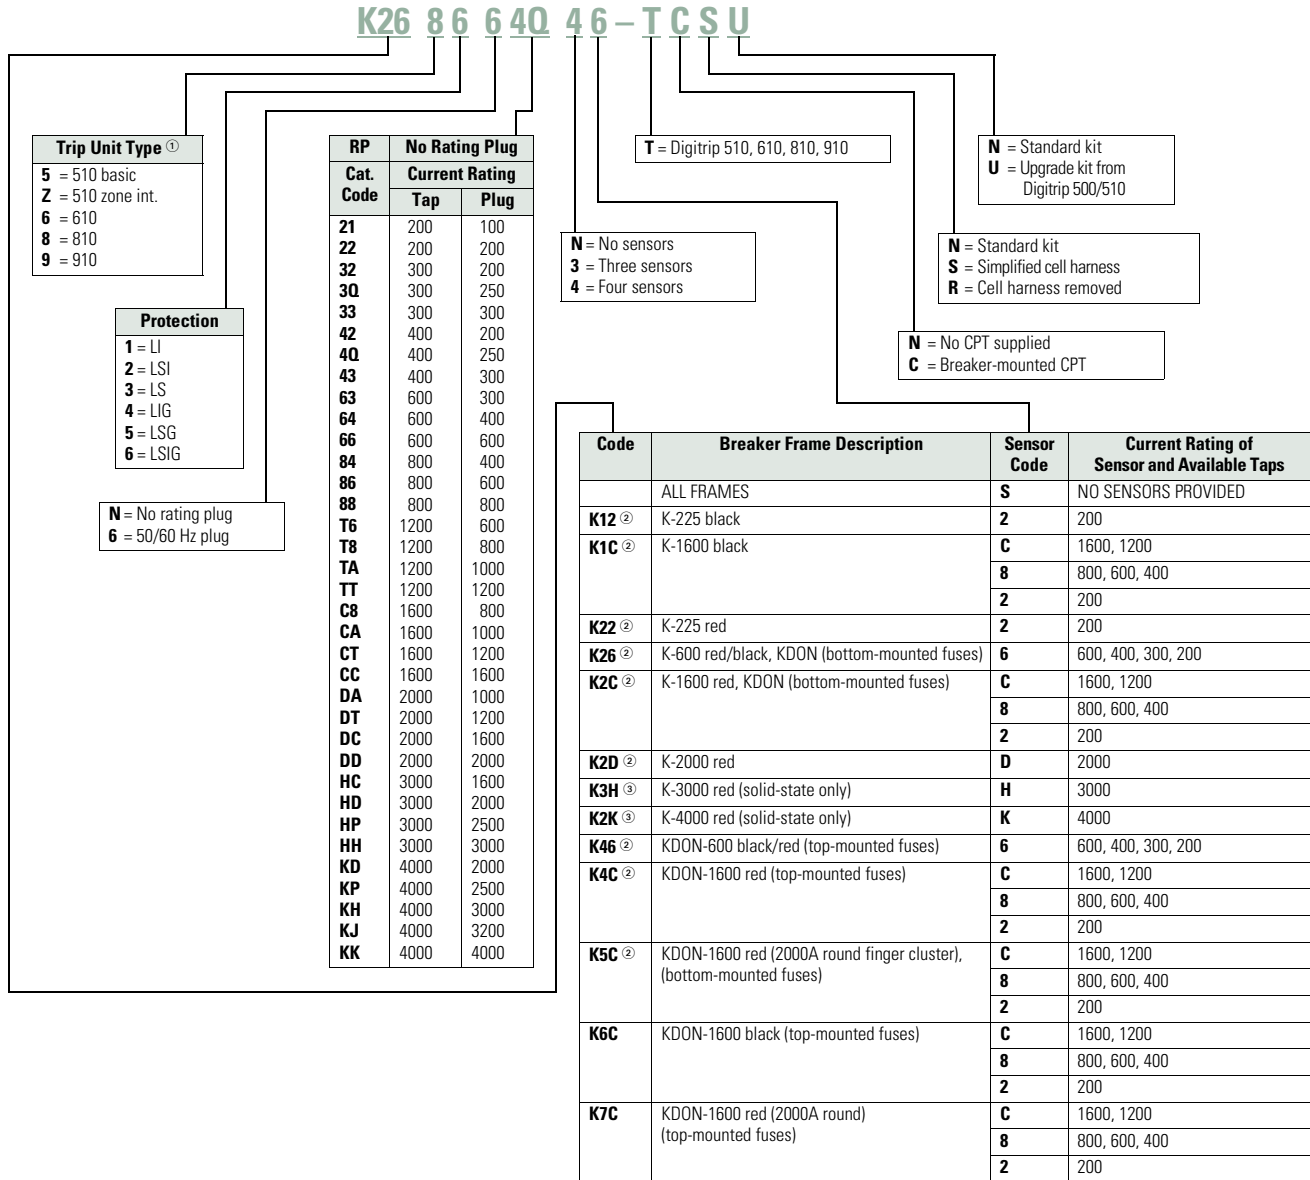 K26 8 6 6 4Q 4 6 – T C S U
Trip Unit Type ①
5 = 510 basic
Z = 510 zone int.
6 = 610
8 = 810
9 = 910
Protection
1 = LI
2 = LSI
3 = LS
4 = LIG
5 = LSG
6 = LSIG
N = No rating plug
6 = 50/60 Hz plug
RP No Rating Plug
Cat. Code Current Rating
Tap Plug
21 200 100
22 200 200
32 300 200
3Q 300 250
33 300 300
42 400 200
4Q 400 250
43 400 300
63 600 300
64 600 400
66 600 600
84 800 400
86 800 600
88 800 800
T6 1200 600
T8 1200 800
TA 1200 1000
TT 1200 1200
C8 1600 800
CA 1600 1000
CT 1600 1200
CC 1600 1600
DA 2000 1000
DT 2000 1200
DC 2000 1600
DD 2000 2000
HC 3000 1600
HD 3000 2000
HP 3000 2500
HH 3000 3000
KD 4000 2000
KP 4000 2500
KH 4000 3000
KJ 4000 3200
KK 4000 4000
T = Digitrip 510, 610, 810, 910
N = No sensors
3 = Three sensors
4 = Four sensors
N = Standard kit
U = Upgrade kit from
Digitrip 500/510
N = Standard kit
S = Simplified cell harness
R = Cell harness removed
N = No CPT supplied
C = Breaker-mounted CPT
Code Breaker Frame Description Sensor Code Current Rating of Sensor and Available Taps
ALL FRAMES S NO SENSORS PROVIDED
K12 ② K-225 black 2 200
K1C ② K-1600 black C 1600, 1200
8 800, 600, 400
2 200
K22 ② K-225 red 2 200
K26 ② K-600 red/black, KDON (bottom-mounted fuses) 6 600, 400, 300, 200
K2C ② K-1600 red, KDON (bottom-mounted fuses) C 1600, 1200
8 800, 600, 400
2 200
K2D ② K-2000 red D 2000
K3H ③ K-3000 red (solid-state only) H 3000
K2K ③ K-4000 red (solid-state only) K 4000
K46 ② KDON-600 black/red (top-mounted fuses) 6 600, 400, 300, 200
K4C ② KDON-1600 red (top-mounted fuses) C 1600, 1200
8 800, 600, 400
2 200
K5C ② KDON-1600 red (2000A round finger cluster), C 1600, 1200
(bottom-mounted fuses) 8 800, 600, 400
2 200
K6C KDON-1600 black (top-mounted fuses) C 1600, 1200
8 800, 600, 400
2 200
K7C KDON-1600 red (2000A round) C 1600, 1200
(top-mounted fuses) 8 800, 600, 400
2 200